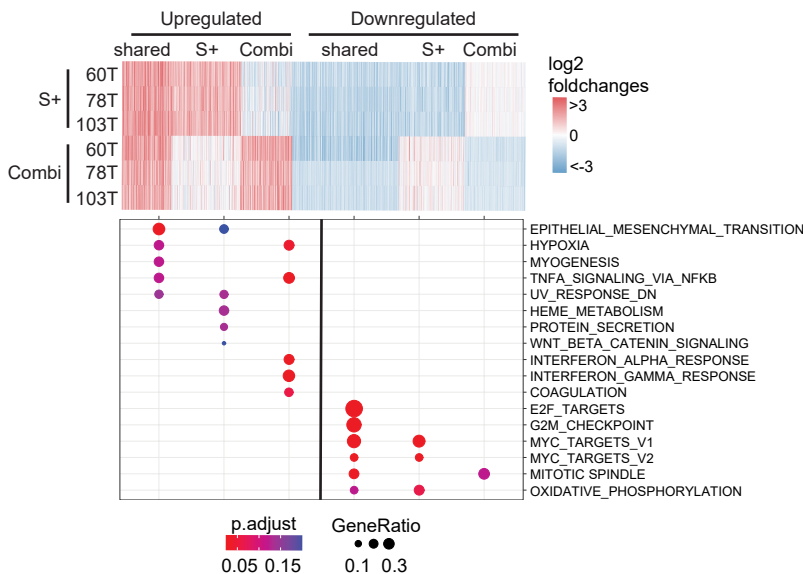 Upregulated Downregulated
shared S+ Combi shared S+ Combi
S+
60T
78T
103T
Combi
60T
78T
103T
log2
foldchanges
>3
0
<-3
EPITHELIAL_MESENCHYMAL_TRANSITION
HYPOXIA
MYOGENESIS
TNFA_SIGNALING_VIA_NFKB
UV_RESPONSE_DN
HEME_METABOLISM
PROTEIN_SECRETION
WNT_BETA_CATENIN_SIGNALING
INTERFERON_ALPHA_RESPONSE
INTERFERON_GAMMA_RESPONSE
COAGULATION
E2F_TARGETS
G2M_CHECKPOINT
MYC_TARGETS_V1
MYC_TARGETS_V2
MITOTIC SPINDLE
OXIDATIVE_PHOSPHORYLATION
p.adjust GeneRatio
0.05 0.15 0.1 0.3